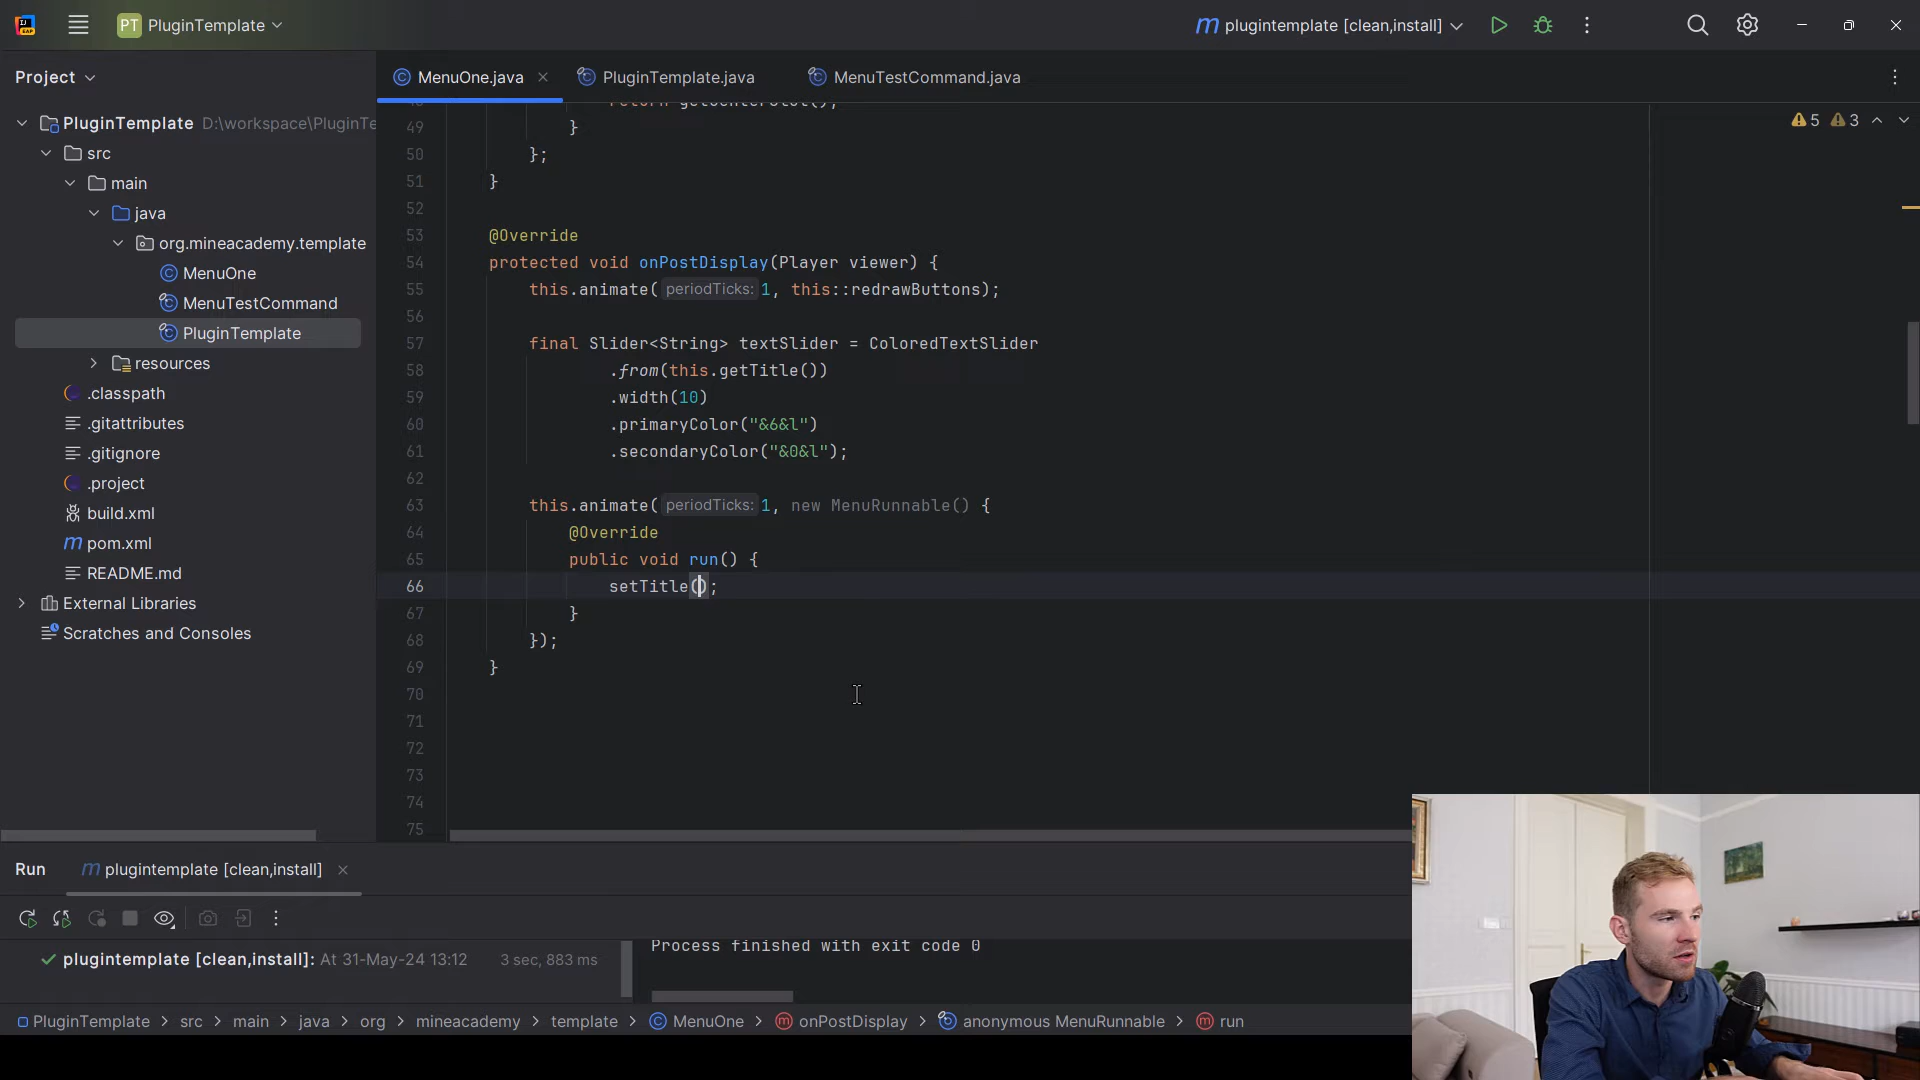 PT PluginTemplate
plugintemplate [clean,install]
Project
MenuOne.java
PluginTemplate.java
MenuTestCommand.java
PluginTemplate D:\workspace\PluginTe
src
main
java
org.mineacademy.template
MenuOne
MenuTestCommand
PluginTemplate
resources
.classpath
.gitattributes
.gitignore
.project
build.xml
pom.xml
README.md
External Libraries
Scratches and Consoles
5 3
49 }
50 };
51 }
52
53 @Override
54 protected void onPostDisplay(Player viewer) {
55 this.animate( periodTicks: 1, this::redrawButtons);
56
57 final Slider<String> textSlider = ColoredTextSlider
58 .from(this.getTitle())
59 .width(10)
60 .primaryColor("&6&l")
61 .secondaryColor("&0&l");
62
63 this.animate( periodTicks: 1, new MenuRunnable() {
64 @Override
65 public void run() {
66 setTitle();
67 }
68 });
69 }
70
71
72
73
74
75
Run plugintemplate [clean,install]
plugintemplate [clean,install]: At 31-May-24 13:12 3 sec, 883 ms
Process finished with exit code 0
PluginTemplate > src > main > java > org > mineacademy > template > MenuOne > onPostDisplay > anonymous MenuRunnable > run